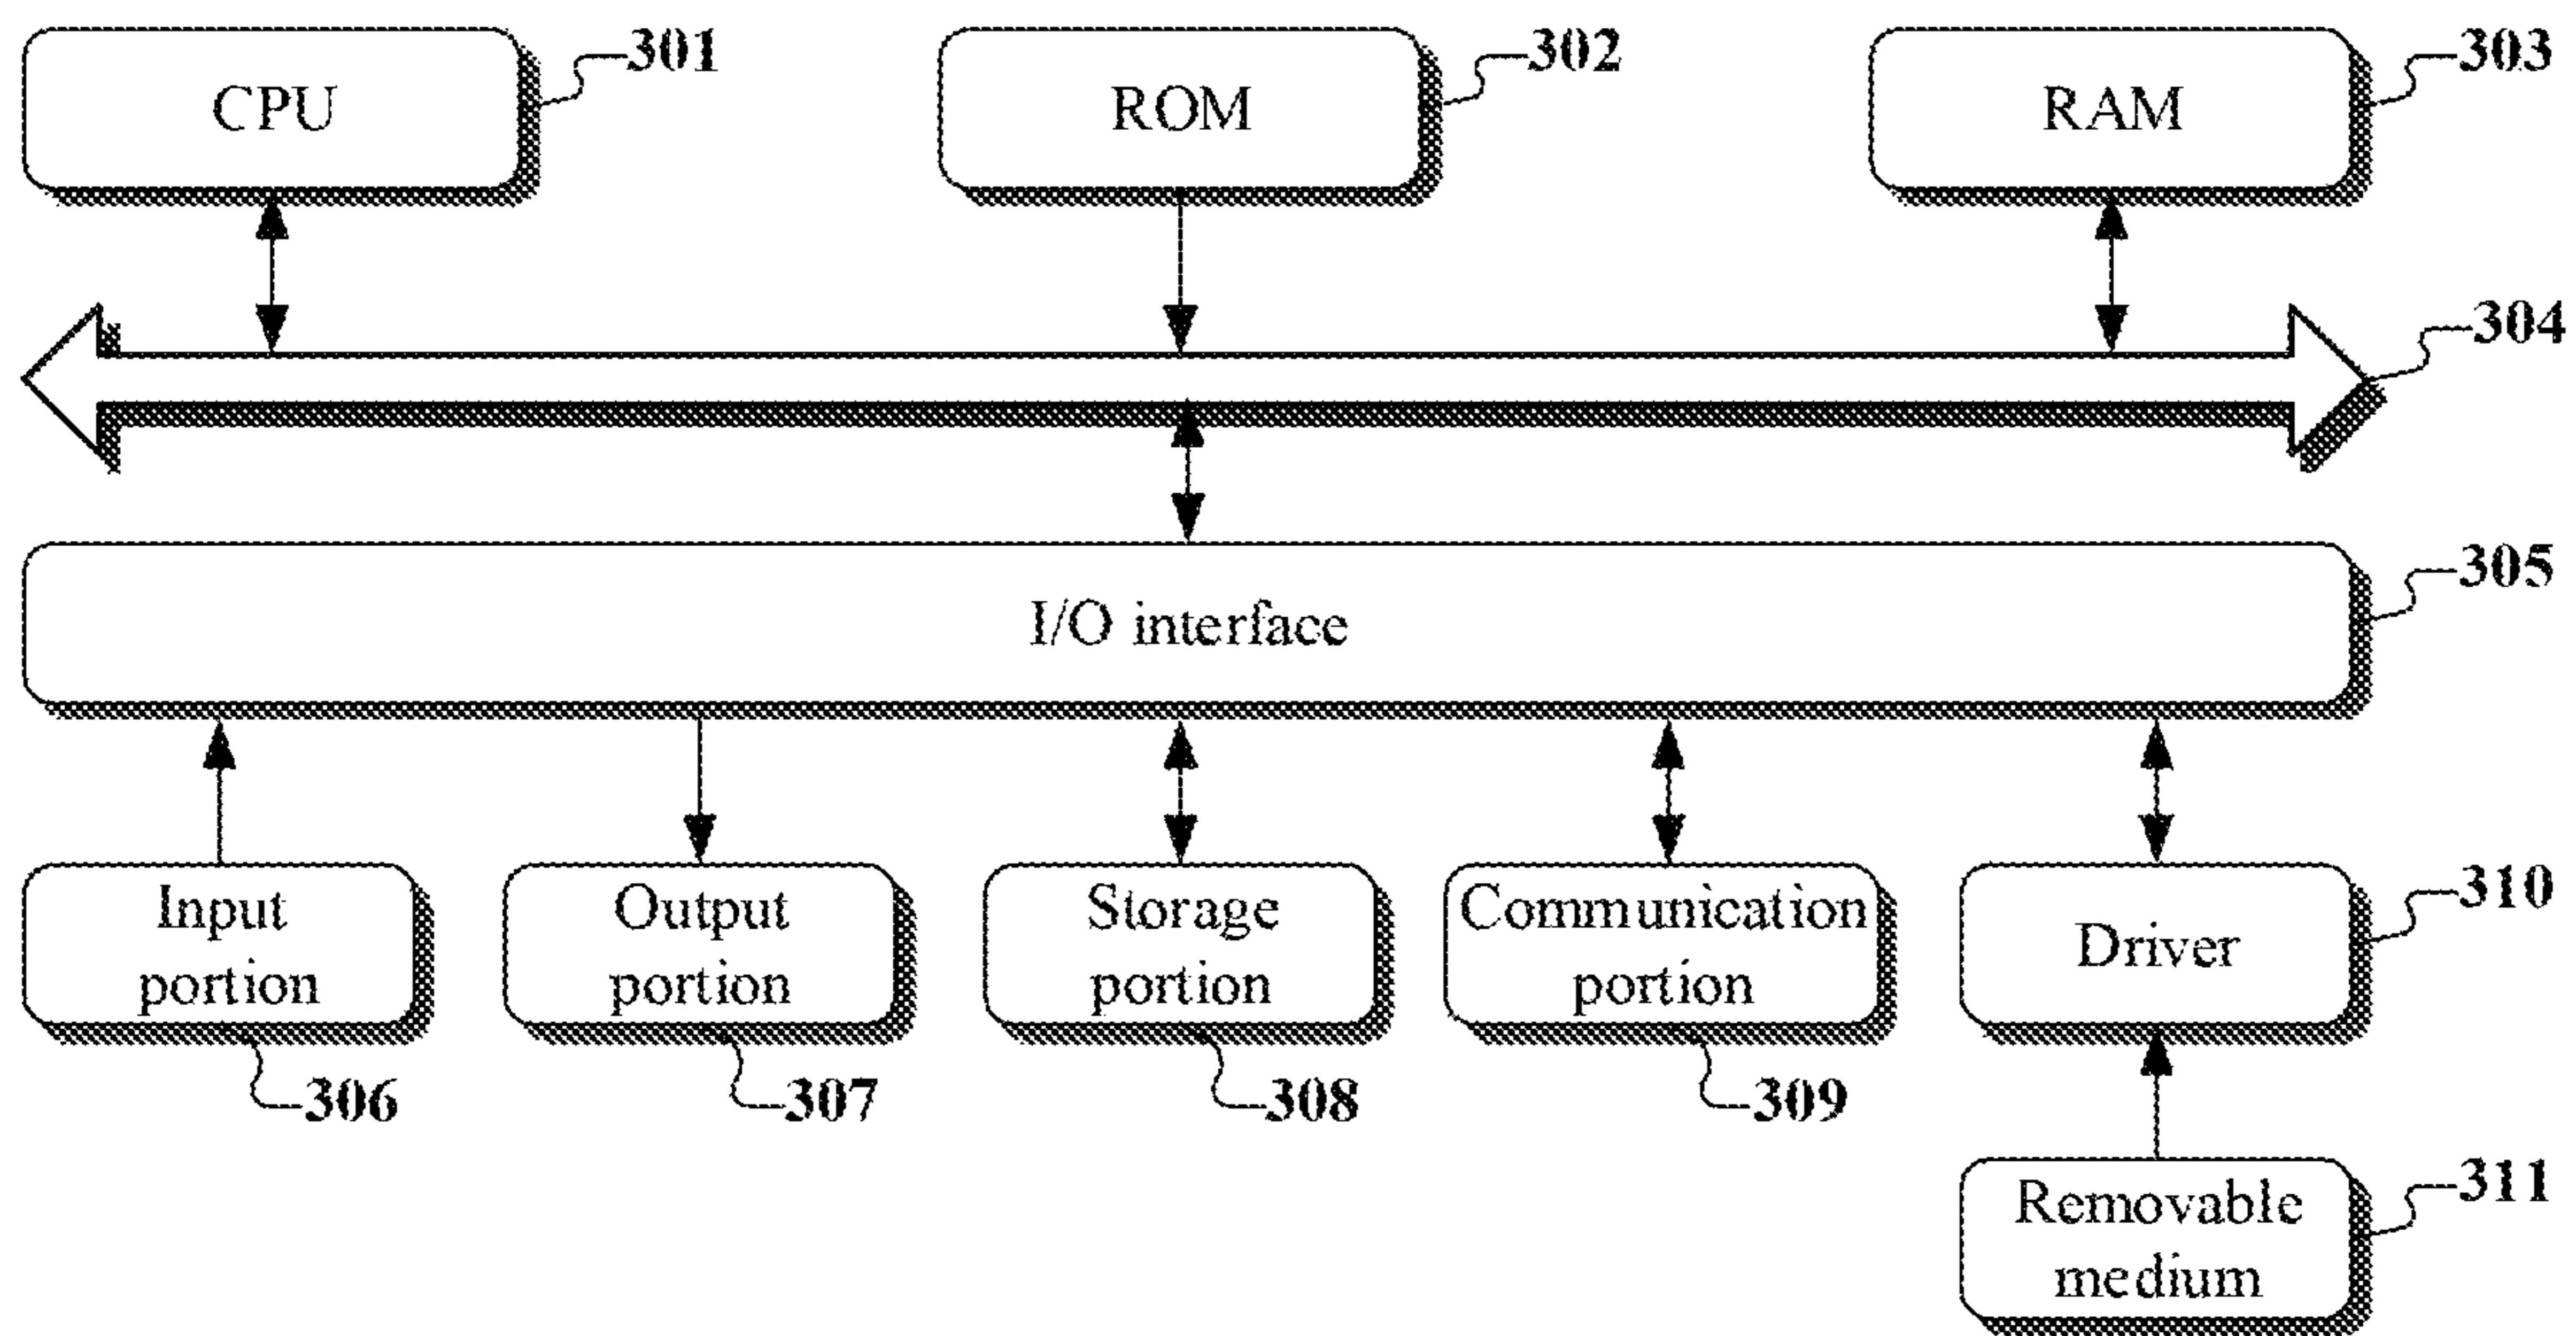 CPU
301
ROM
302
RAM
303
304
I/O interface
305
Input
portion
306
Output
portion
307
Storage
portion
308
Communication
portion
309
Driver
310
Removable
medium
311